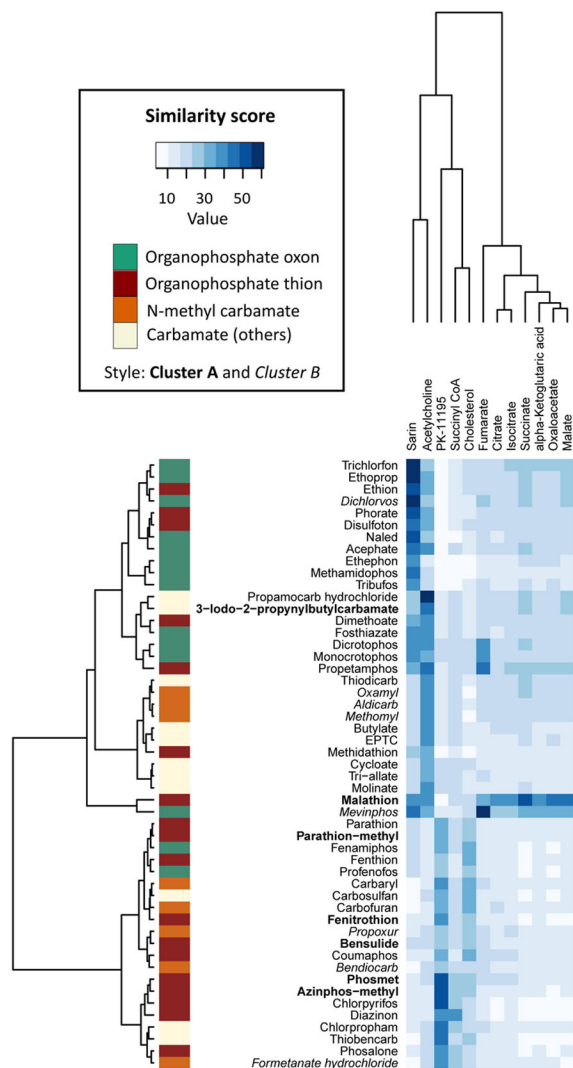 Similarity score
10 30 50
Value
Organophosphate oxon
Organophosphate thion
N-methyl carbamate
Carbamate (others)
Style: Cluster A and Cluster B
Sarin
Acetylcholine
PK-11195
Succinyl CoA
Cholesterol
Fumarate
Citrate
Isocitrate
Succinate
alpha-Ketoglutaric acid
Oxaloacetate
Malate
Trichlorfon
Ethoprop
Ethion
Dichlorvos
Phorate
Disulfoton
Naled
Acephate
Ethephon
Methamidophos
Tribufos
Propamocarb hydrochloride
3-Iodo-2-propynylbutylcarbamate
Dimethoate
Fosthiazate
Dicrotophos
Monocrotophos
Propetamphos
Thiodicarb
Oxamyl
Aldicarb
Methomyl
Butylate
EPTC
Methidathion
Cycloate
Tri-allate
Molinate
Malathion
Mevinphos
Parathion
Parathion-methyl
Fenamiphos
Fenthion
Profenofos
Carbaryl
Carbosulfan
Carbofuran
Fenitrothion
Propoxur
Bensulide
Coumaphos
Bendiocarb
Phosmet
Azinphos-methyl
Chlorpyrifos
Diazinon
Chlorpropham
Thiobencarb
Phosalone
Formetanate hydrochloride